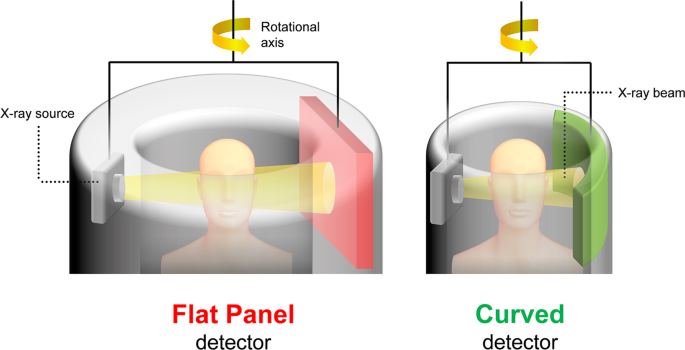 Rotational
axis
X-ray source
X-ray beam
Flat Panel
detector
Curved
detector